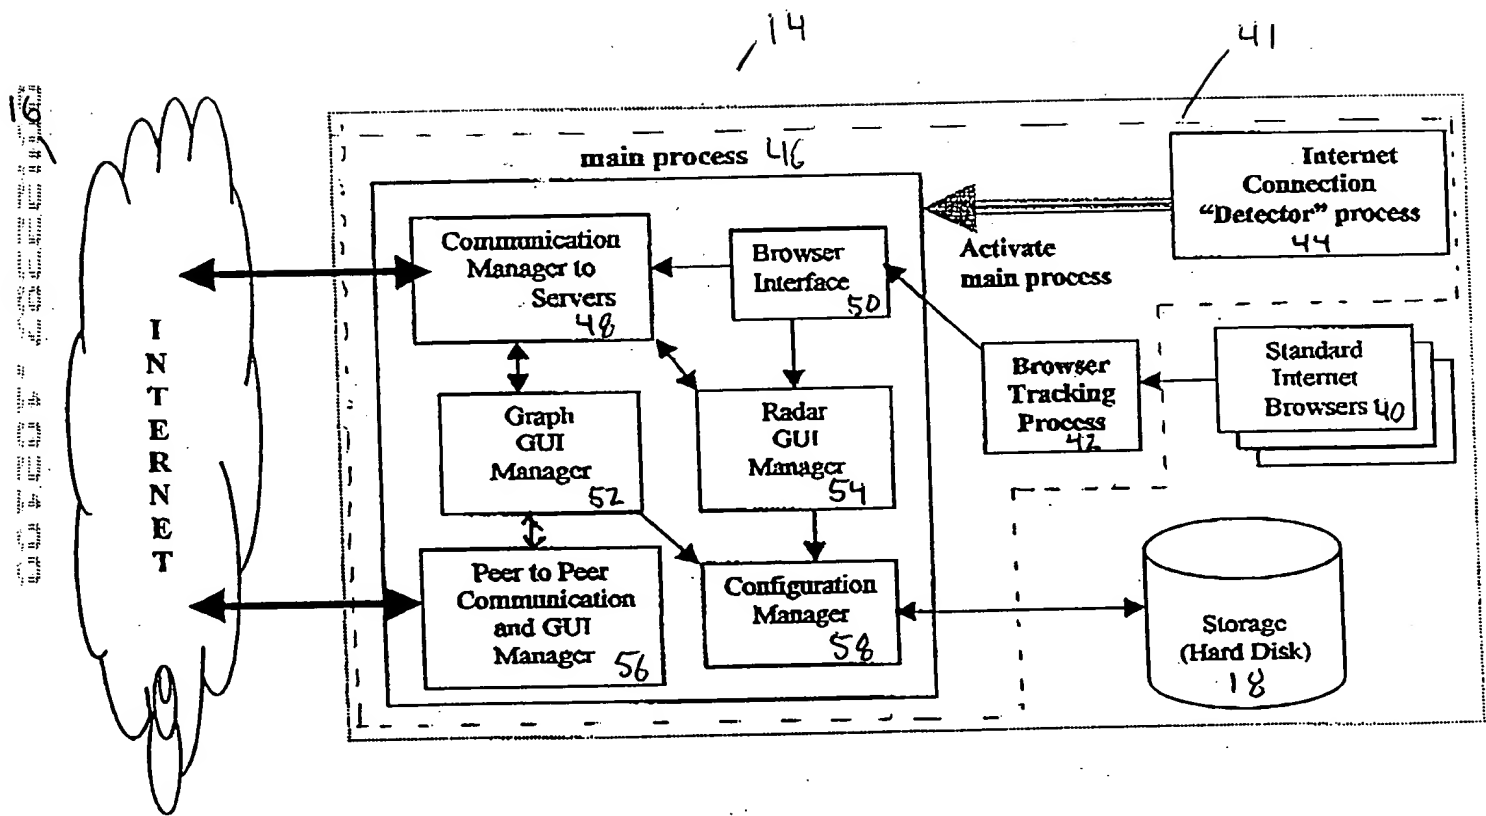 14
41
16
main process 46
Internet
Connection
“Detector” process
44
Communication
Manager to
Servers
48
Browser
Interface
50
Activate
main process
I
N
T
E
R
N
E
T
Browser
Tracking
Process
42
Standard
Internet
Browsers 40
Graph
GUI
Manager
52
Radar
GUI
Manager
54
Peer to Peer
Communication
and GUI
Manager 56
Configuration
Manager
58
Storage
(Hard Disk)
18